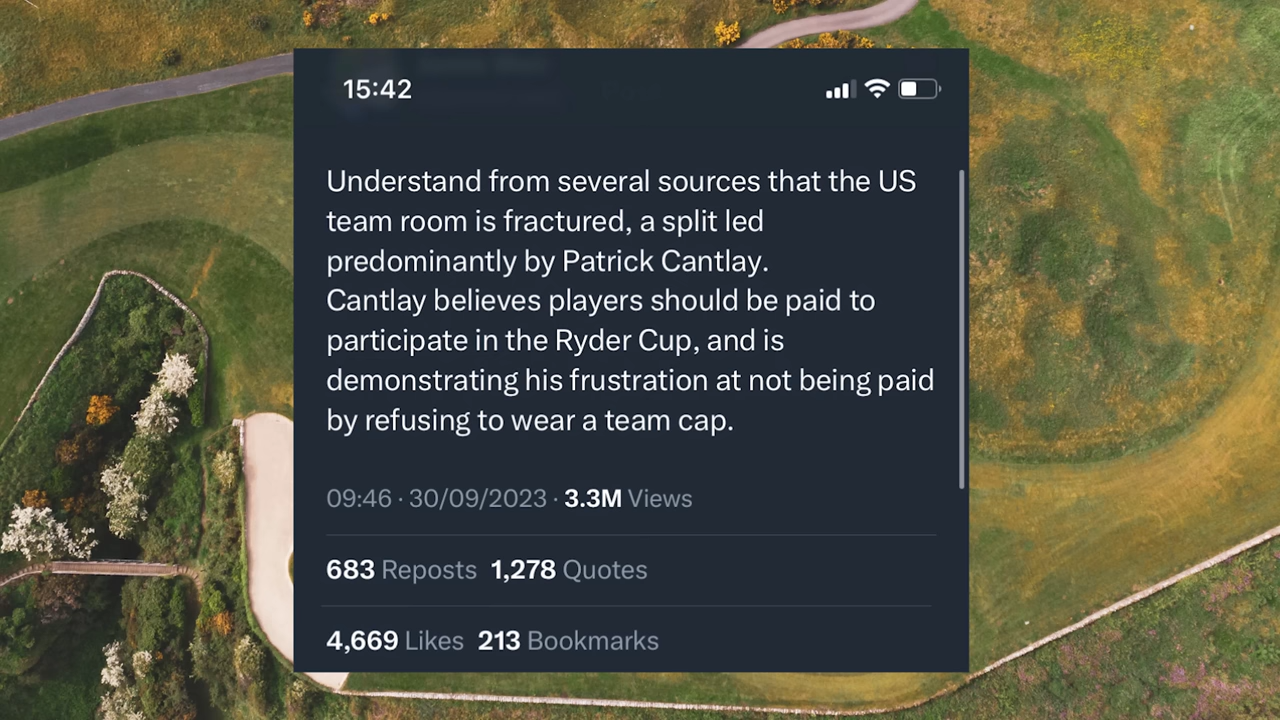 15:42
Understand from several sources that the US
team room is fractured, a split led
predominantly by Patrick Cantlay.
Cantlay believes players should be paid to
participate in the Ryder Cup, and is
demonstrating his frustration at not being paid
by refusing to wear a team cap.
09:46 · 30/09/2023 · 3.3M Views
683 Reposts 1,278 Quotes
4,669 Likes 213 Bookmarks